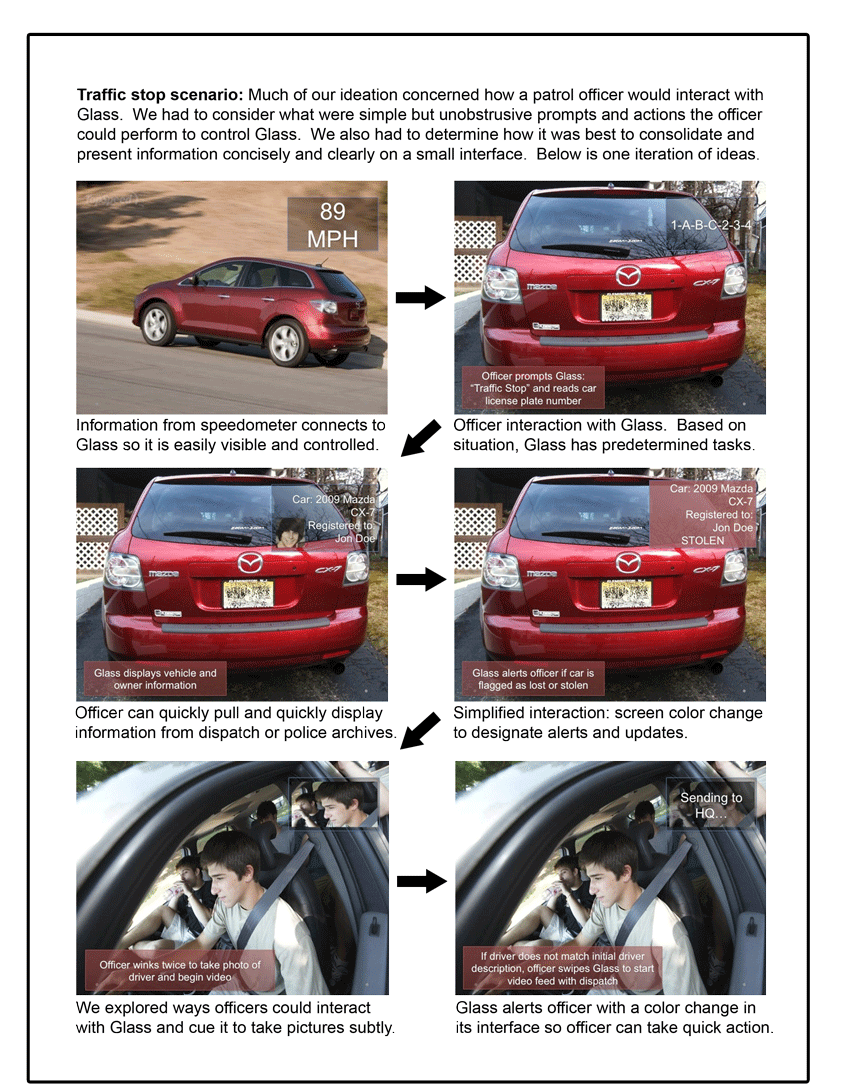 Traffic stop scenario: Much of our ideation concerned how a patrol officer would interact with
Glass.  We had to consider what were simple but unobstrusive prompts and actions the officer
could perform to control Glass.  We also had to determine how it was best to consolidate and
present information concisely and clearly on a small interface.  Below is one iteration of ideas.
89
MPH
Information from speedometer connects to
Glass so it is easily visible and controlled.
1-A-B-C-2-3-4
mazda
CX-7
Officer prompts Glass:
“Traffic Stop” and reads car
license plate number
Officer interaction with Glass.  Based on
situation, Glass has predetermined tasks.
Car: 2009 Mazda
CX-7
Registered to:
Jon Doe
mazda
CX-7
Glass displays vehicle and
owner information
Officer can quickly pull and quickly display
information from dispatch or police archives.
Car: 2009 Mazda
CX-7
Registered to:
Jon Doe
STOLEN
mazda
CX-7
Glass alerts officer if car is
flagged as lost or stolen
Simplified interaction: screen color change
to designate alerts and updates.
Officer winks twice to take photo of
driver and begin video
We explored ways officers could interact
with Glass and cue it to take pictures subtly.
Sending to
HQ...
If driver does not match initial driver
description, officer swipes Glass to start
video feed with dispatch
Glass alerts officer with a color change in
its interface so officer can take quick action.